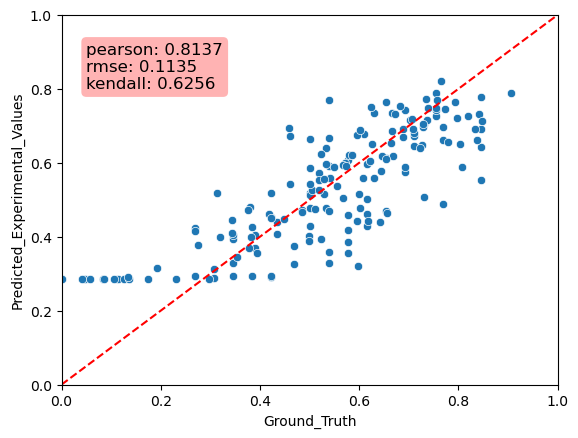 pearson: 0.8137
rmse: 0.1135
kendall: 0.6256
Predicted_Experimental_Values
1.0
0.8
0.6
0.4
0.2
0.0
0.0 0.2 0.4 0.6 0.8 1.0
Ground_Truth